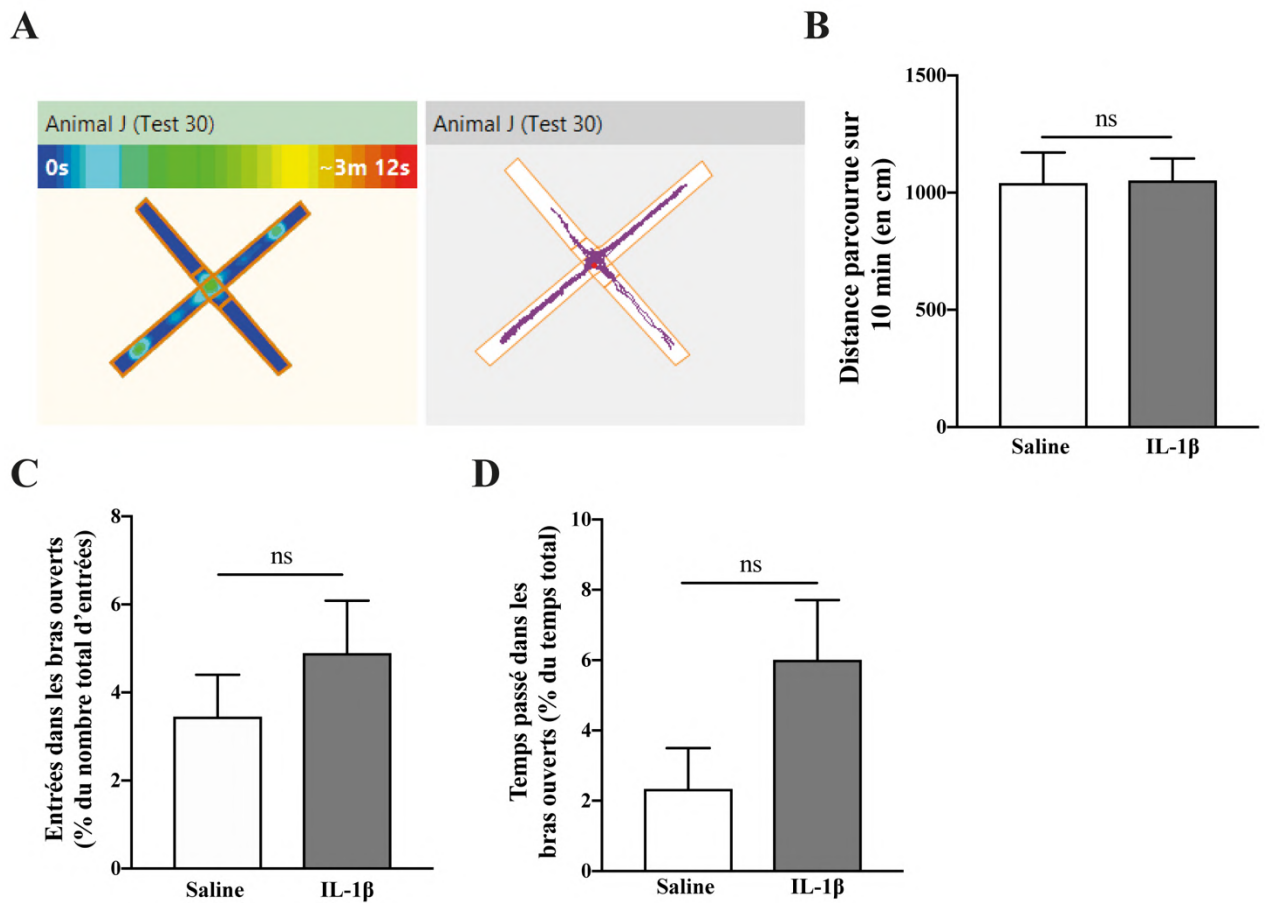 A
B
Animal J (Test 30)
0s
~3m 12s
Animal J (Test 30)
Distance parcourue sur
10 min (en cm)
1500
1000
500
0
ns
Saline
IL-1β
C
D
Entrées dans les bras ouverts
(% du nombre total d’entrées)
8
6
4
2
0
ns
Saline
IL-1β
Temps passé dans les
bras ouverts (% du temps total)
10
8
6
4
2
0
ns
Saline
IL-1β